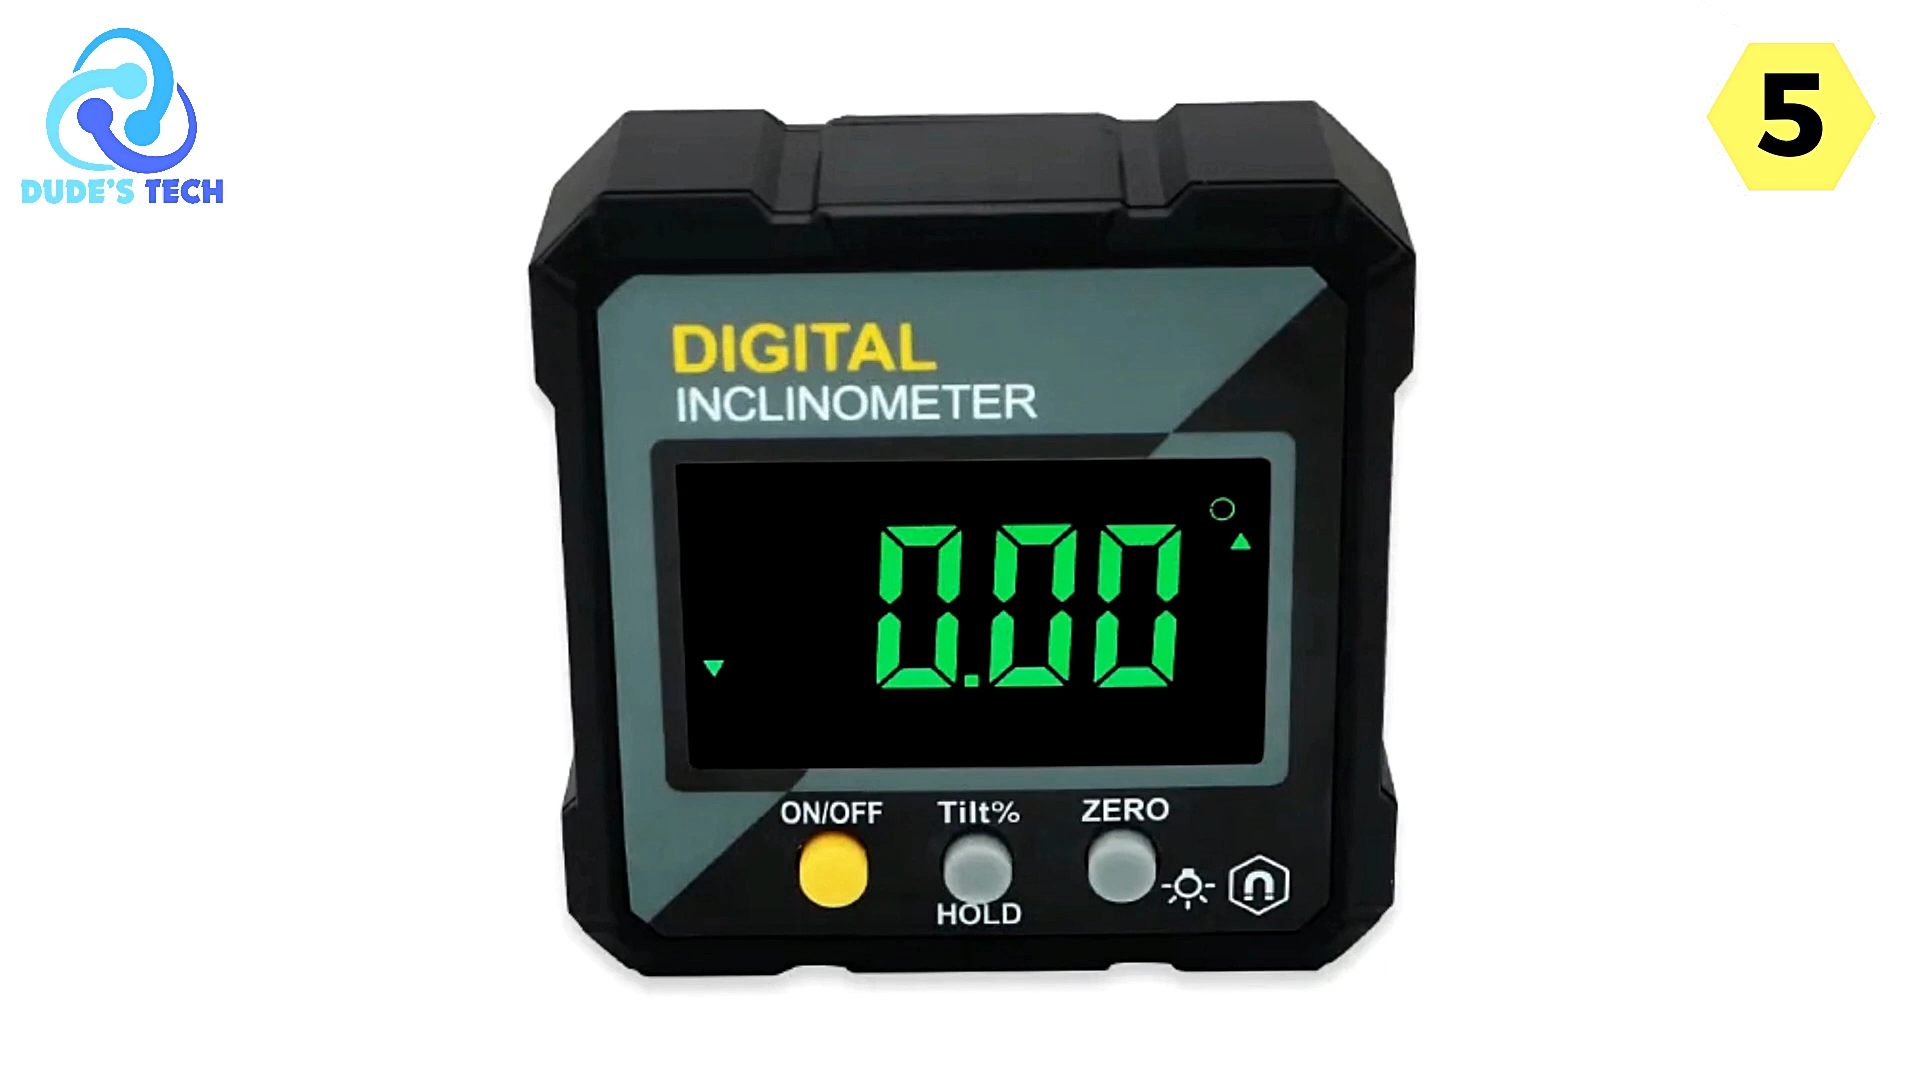 DUDE'S TECH
5
DIGITAL
INCLINOMETER
0.00
ON/OFF Tilt% ZERO
HOLD